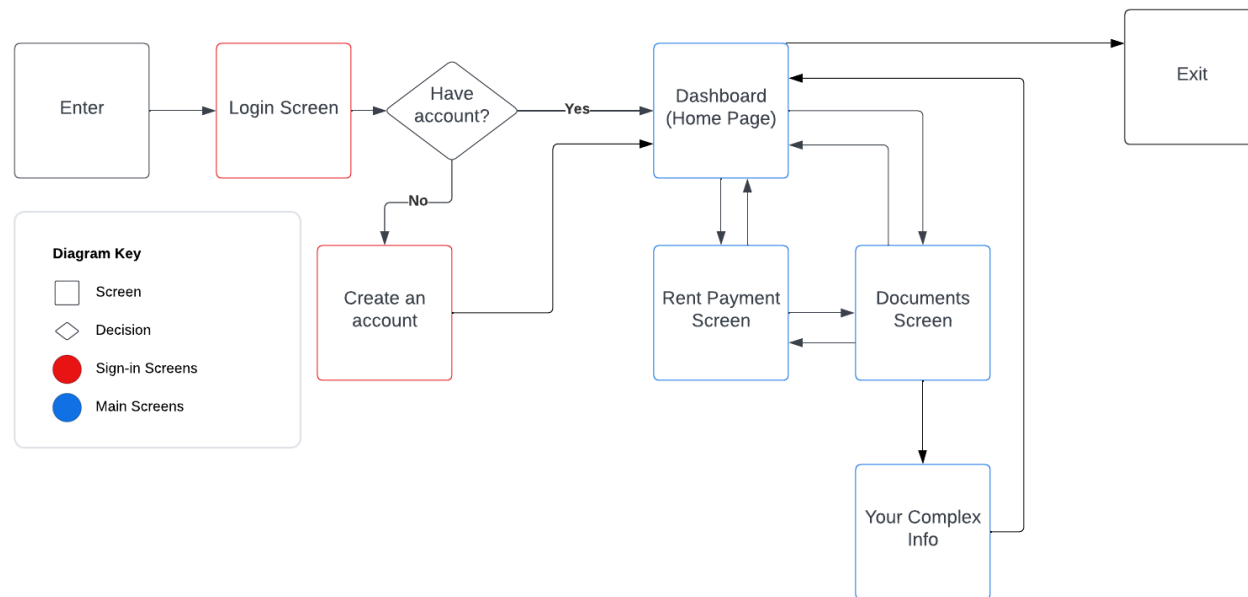 Enter
Login Screen
Have
account?
Yes
No
Create an
account
Dashboard
(Home Page)
Exit
Rent Payment
Screen
Documents
Screen
Your Complex
Info
Diagram Key
Screen
Decision
Sign-in Screens
Main Screens